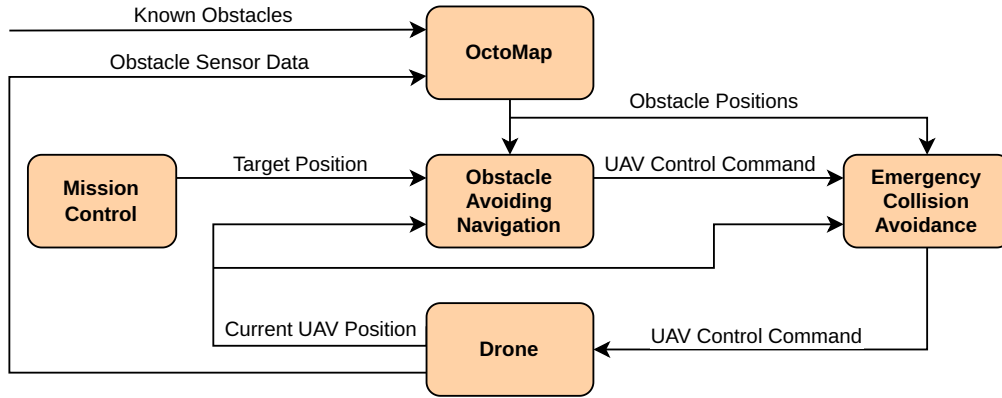 Known Obstacles
OctoMap
Obstacle Sensor Data
Obstacle Positions
Mission
Control
Target Position
Obstacle
Avoiding
Navigation
UAV Control Command
Emergency
Collision
Avoidance
Current UAV Position
Drone
UAV Control Command